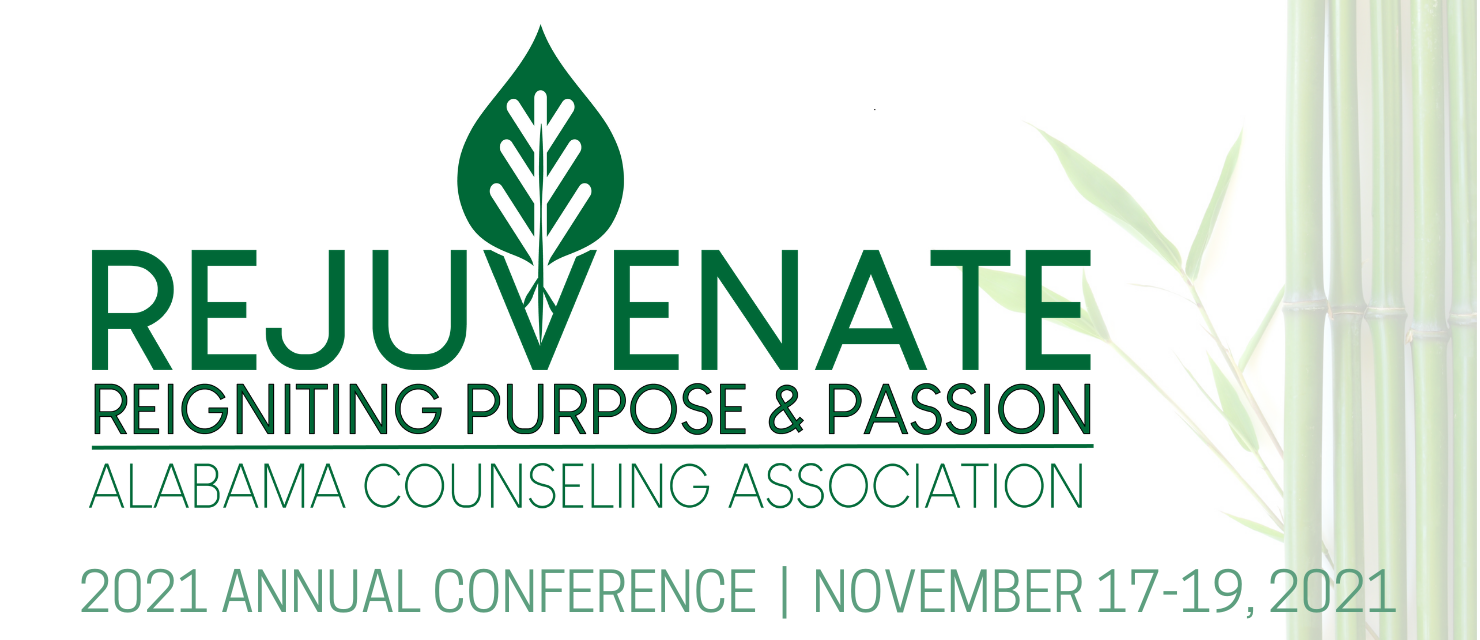 REJUVENATE
REIGNITING PURPOSE & PASSION
ALABAMA COUNSELING ASSOCIATION
2021 ANNUAL CONFERENCE | NOVEMBER 17-19, 2021